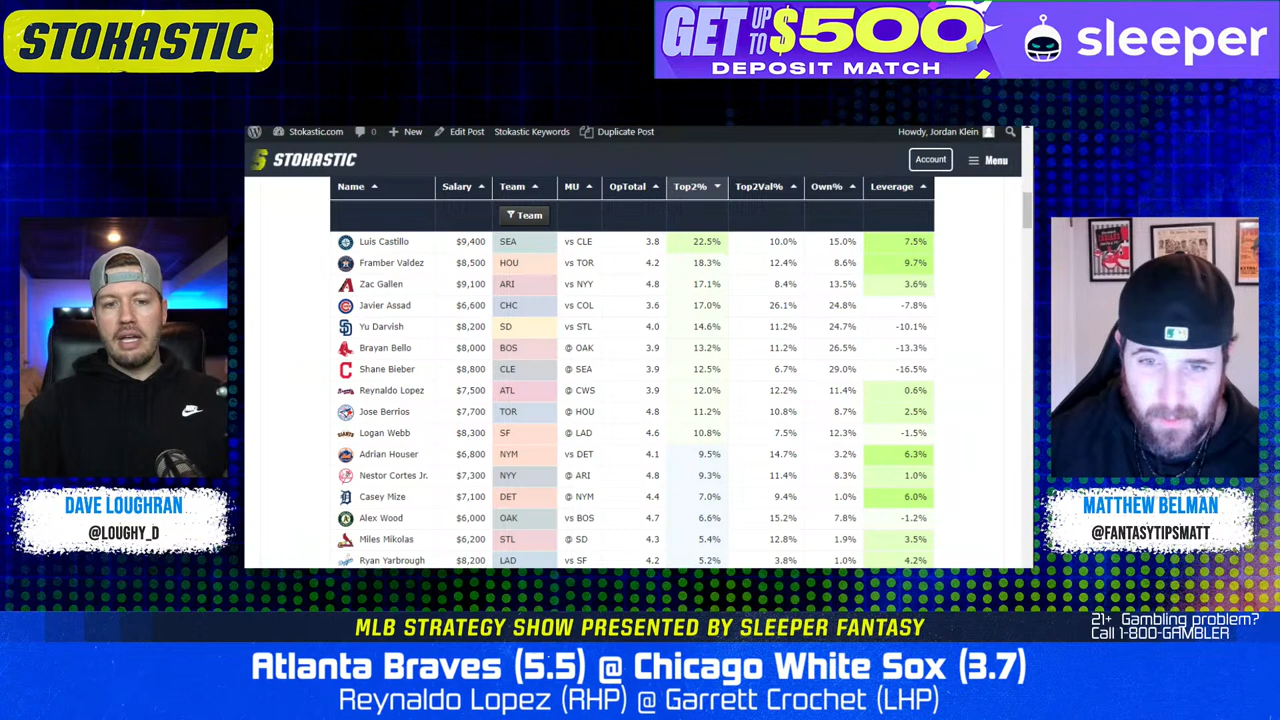 STOKASTIC
GET UP TO $500
DEPOSIT MATCH
sleeper
Stokastic.com 0 New Edit Post Stokastic Keywords Duplicate Post Howdy, Jordan Klein
STOKASTIC Account Menu
Name Salary Team MU OpTotal Top2% Top2Val% Own% Leverage
Team
Luis Castillo $9,400 SEA vs CLE 3.8 22.5% 10.0% 15.0% 7.5%
Framber Valdez $8,500 HOU vs TOR 4.2 18.3% 12.4% 8.6% 9.7%
Zac Gallen $9,100 ARI vs NYY 4.8 17.1% 8.4% 13.5% 3.6%
Javier Assad $6,600 CHC vs COL 3.6 17.0% 26.1% 24.8% -7.8%
Yu Darvish $8,200 SD vs STL 4.0 14.6% 11.2% 24.7% -10.1%
Brayan Bello $8,000 BOS @ OAK 3.9 13.2% 11.2% 26.5% -13.3%
Shane Bieber $8,800 CLE @ SEA 3.9 12.5% 6.7% 29.0% -16.5%
Reynaldo Lopez $7,500 ATL @ CWS 3.9 12.0% 12.2% 11.4% 0.6%
Jose Berrios $7,700 TOR @ HOU 4.8 11.2% 10.8% 8.7% 2.5%
Logan Webb $8,300 SF @ LAD 4.6 10.8% 7.5% 12.3% -1.5%
Adrian Houser $6,800 NYM vs DET 4.1 9.5% 14.7% 3.2% 6.3%
Nestor Cortes Jr. $7,300 NYY @ ARI 4.8 9.3% 11.4% 8.3% 1.0%
Casey Mize $7,100 DET @ NYM 4.4 7.0% 9.4% 1.0% 6.0%
Alex Wood $6,000 OAK vs BOS 4.7 6.6% 15.2% 7.8% -1.2%
Miles Mikolas $6,200 STL @ SD 4.3 5.4% 12.8% 1.9% 3.5%
Ryan Yarbrough $8,200 LAD vs SF 4.2 5.2% 3.8% 1.0% 4.2%
DAVE LOUGHRAN
@LOUGHY_D
MATTHEW BELMAN
@FANTASYTIPSMATT
MLB STRATEGY SHOW PRESENTED BY SLEEPER FANTASY
21+ Gambling problem?
Call 1-800-GAMBLER
Atlanta Braves (5.5) @ Chicago White Sox (3.7)
Reynaldo Lopez (RHP) @ Garrett Crochet (LHP)